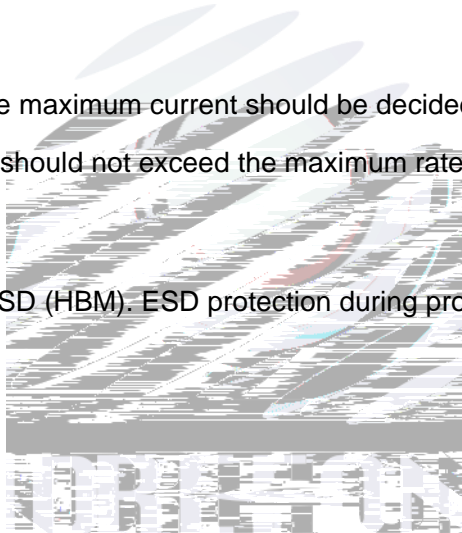 e maximum current should be decided
should not exceed the maximum rate
SD (HBM). ESD protection during pro